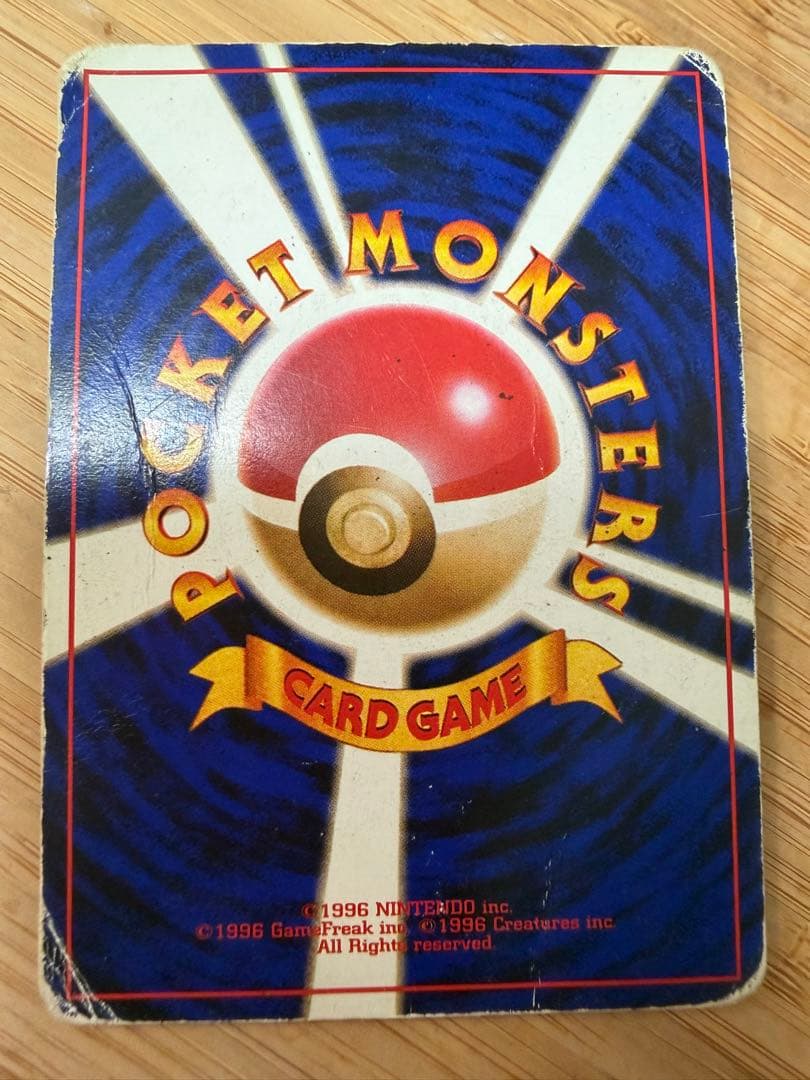 POCKET MONSTERS
CARD GAME
©1996 NINTENDO inc.
©1996 GameFreak inc. ©1996 Creatures inc.
All Rights reserved.